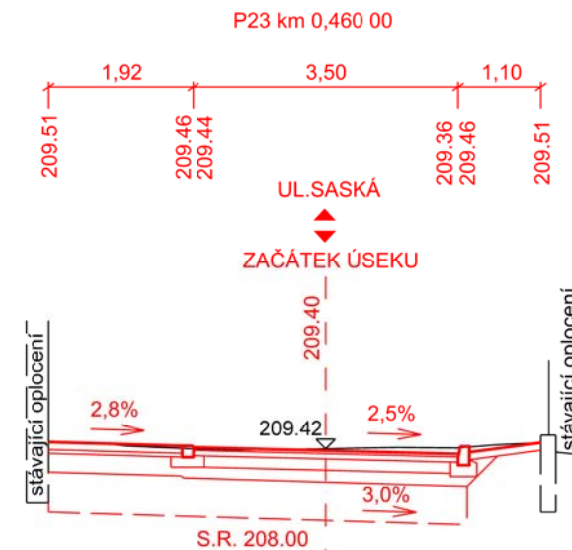 P23 km 0,460 00
1,92 3,50 1,10
209.51 209.46 209.44 209.36 209.46 209.51
UL.SASKÁ
ZAČÁTEK ÚSEKU
209.40
stávající oplocení
stávající oplocení
2,8%
209.42
2,5%
3,0%
S.R. 208.00